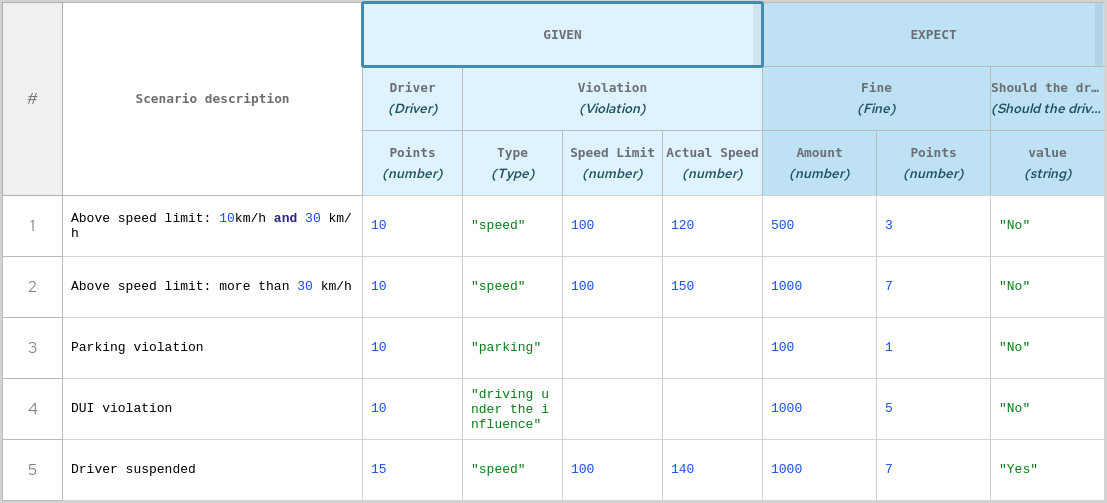 #
Scenario description
GIVEN
EXPECT
Driver
(Driver)
Violation
(Violation)
Fine
(Fine)
Should the dr...
(Should the driv...
Points
(number)
Type
(Type)
Speed Limit
(number)
Actual Speed
(number)
Amount
(number)
Points
(number)
value
(string)
1
Above speed limit: 10km/h and 30 km/
h
10
"speed"
100
120
500
3
"No"
2
Above speed limit: more than 30 km/h
10
"speed"
100
150
1000
7
"No"
3
Parking violation
10
"parking"
100
1
"No"
4
DUI violation
10
"driving u
nder the i
nfluence"
1000
5
"No"
5
Driver suspended
15
"speed"
100
140
1000
7
"Yes"